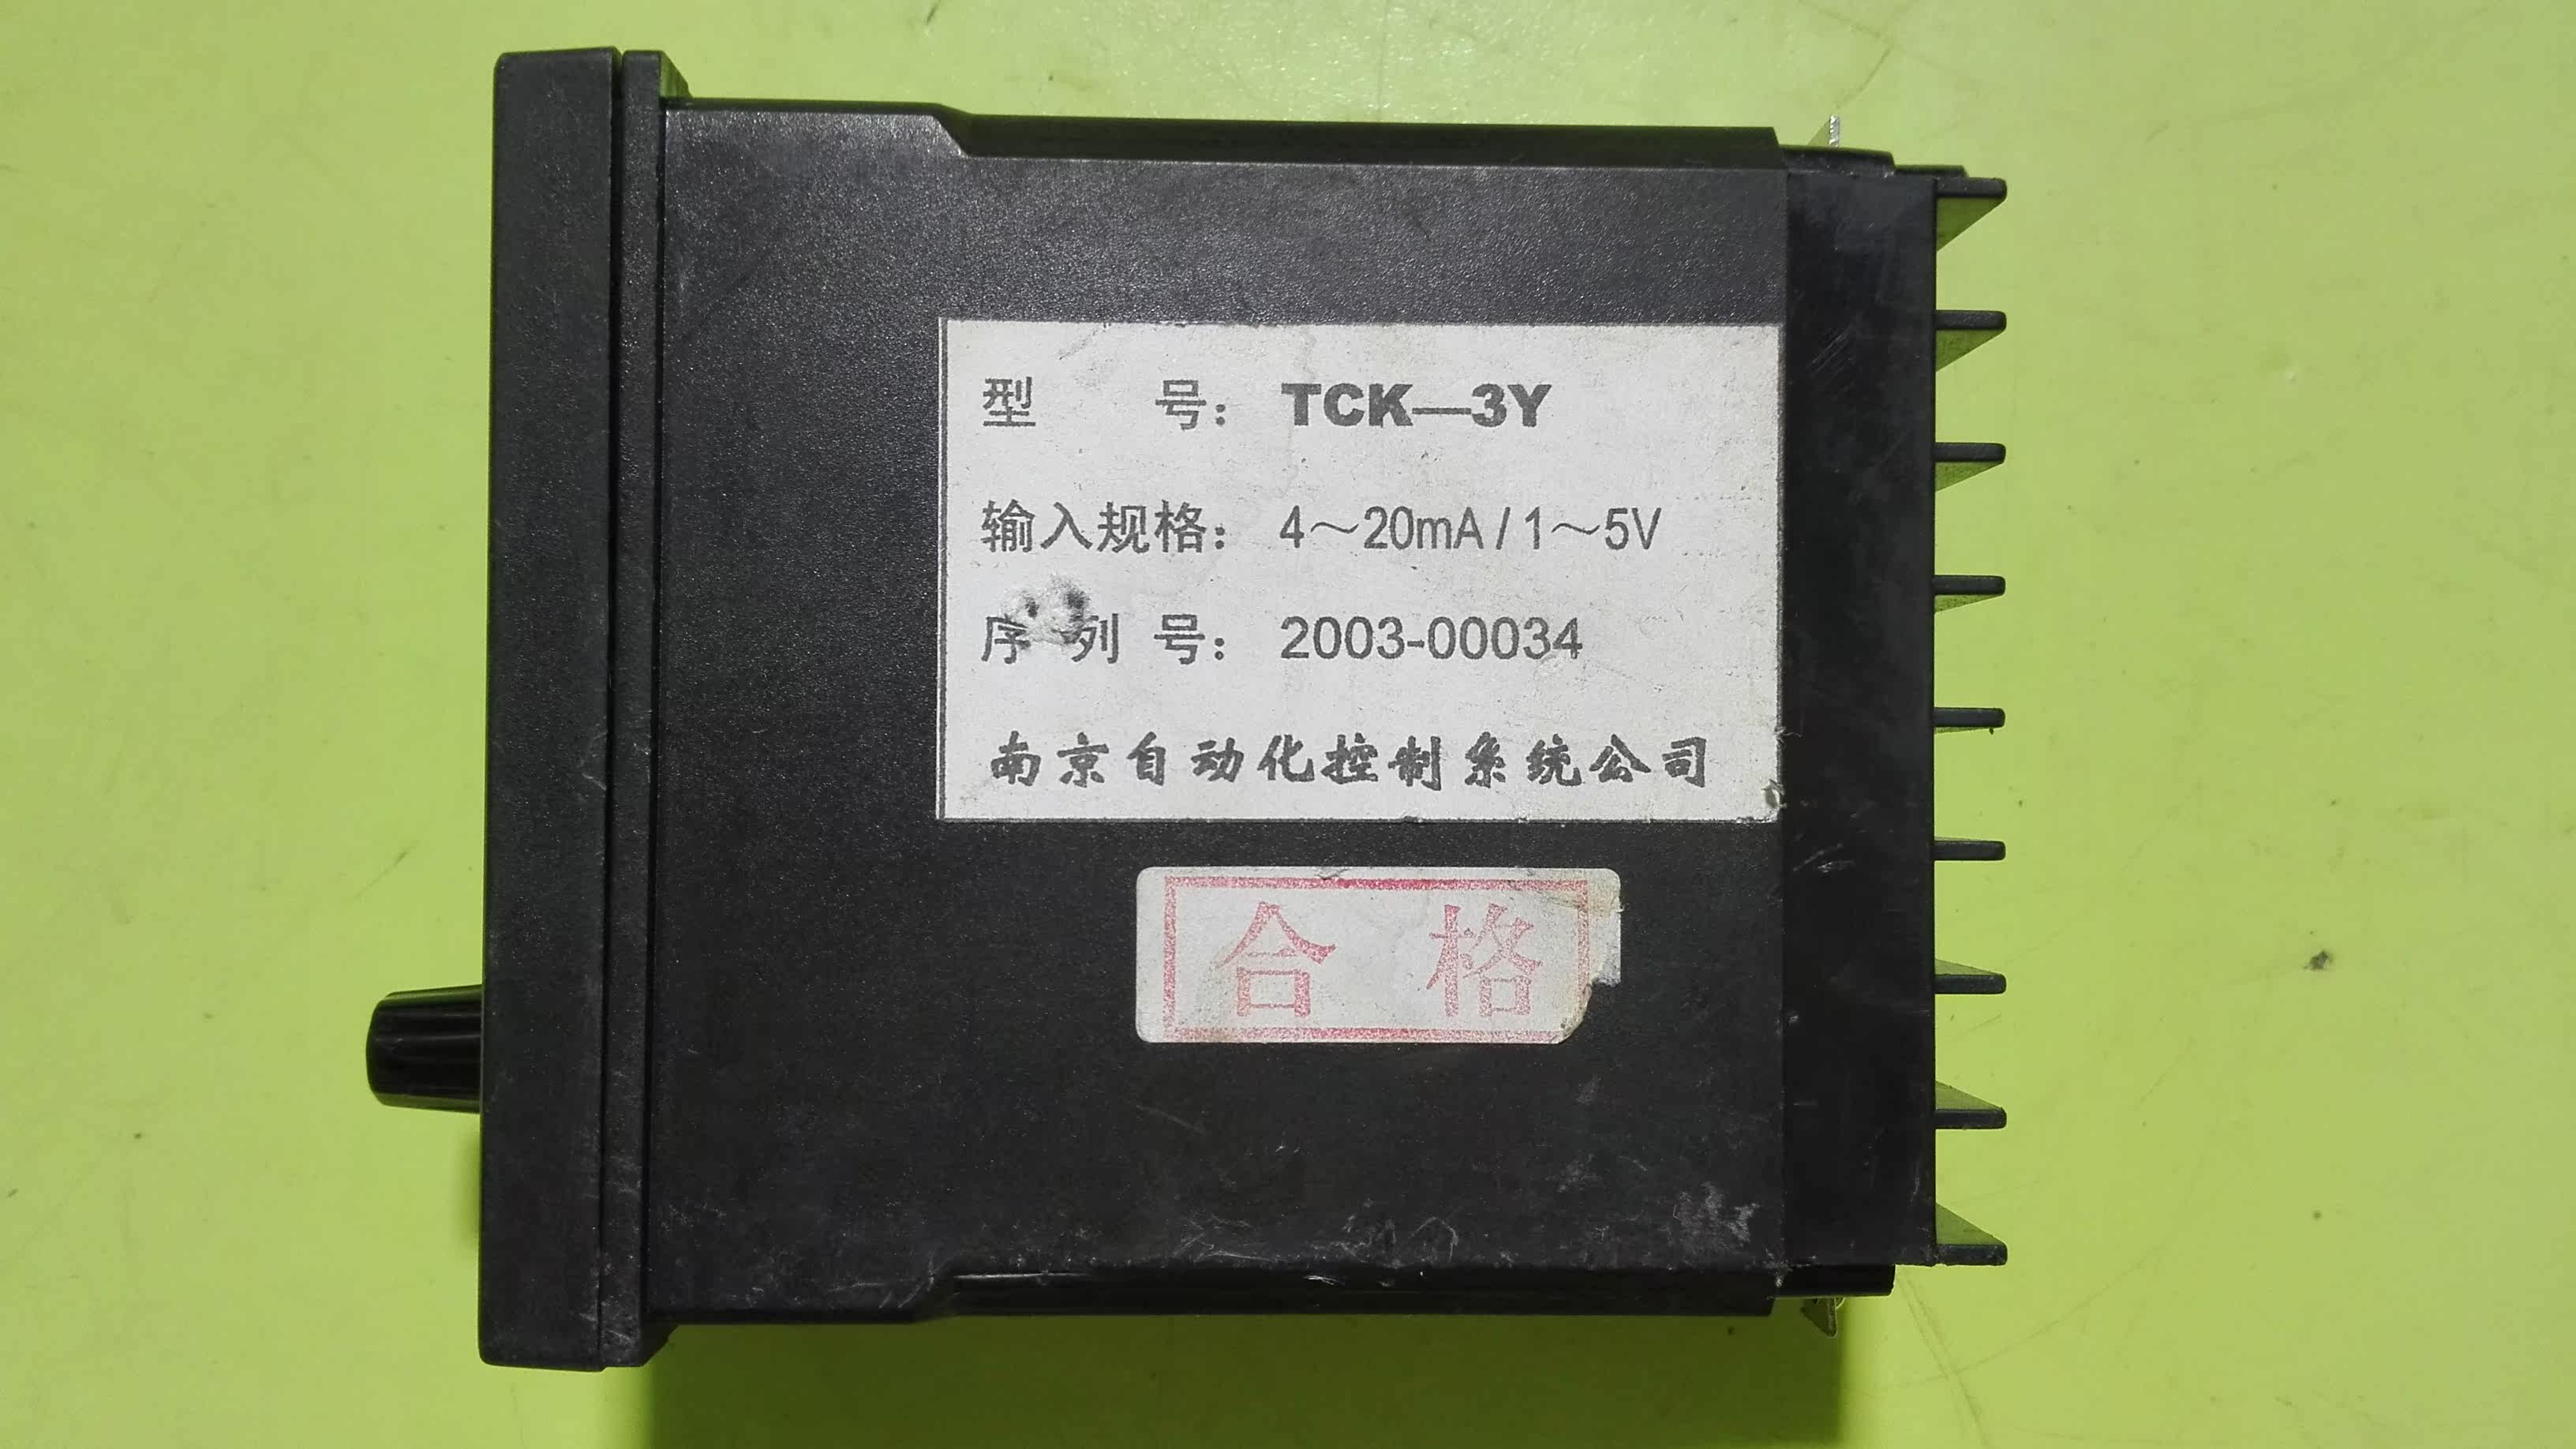 型 号： TCK—3Y
输入规格： 4～20mA / 1～5V
序列号： 2003-00034
南京自动化控制系统公司
合格